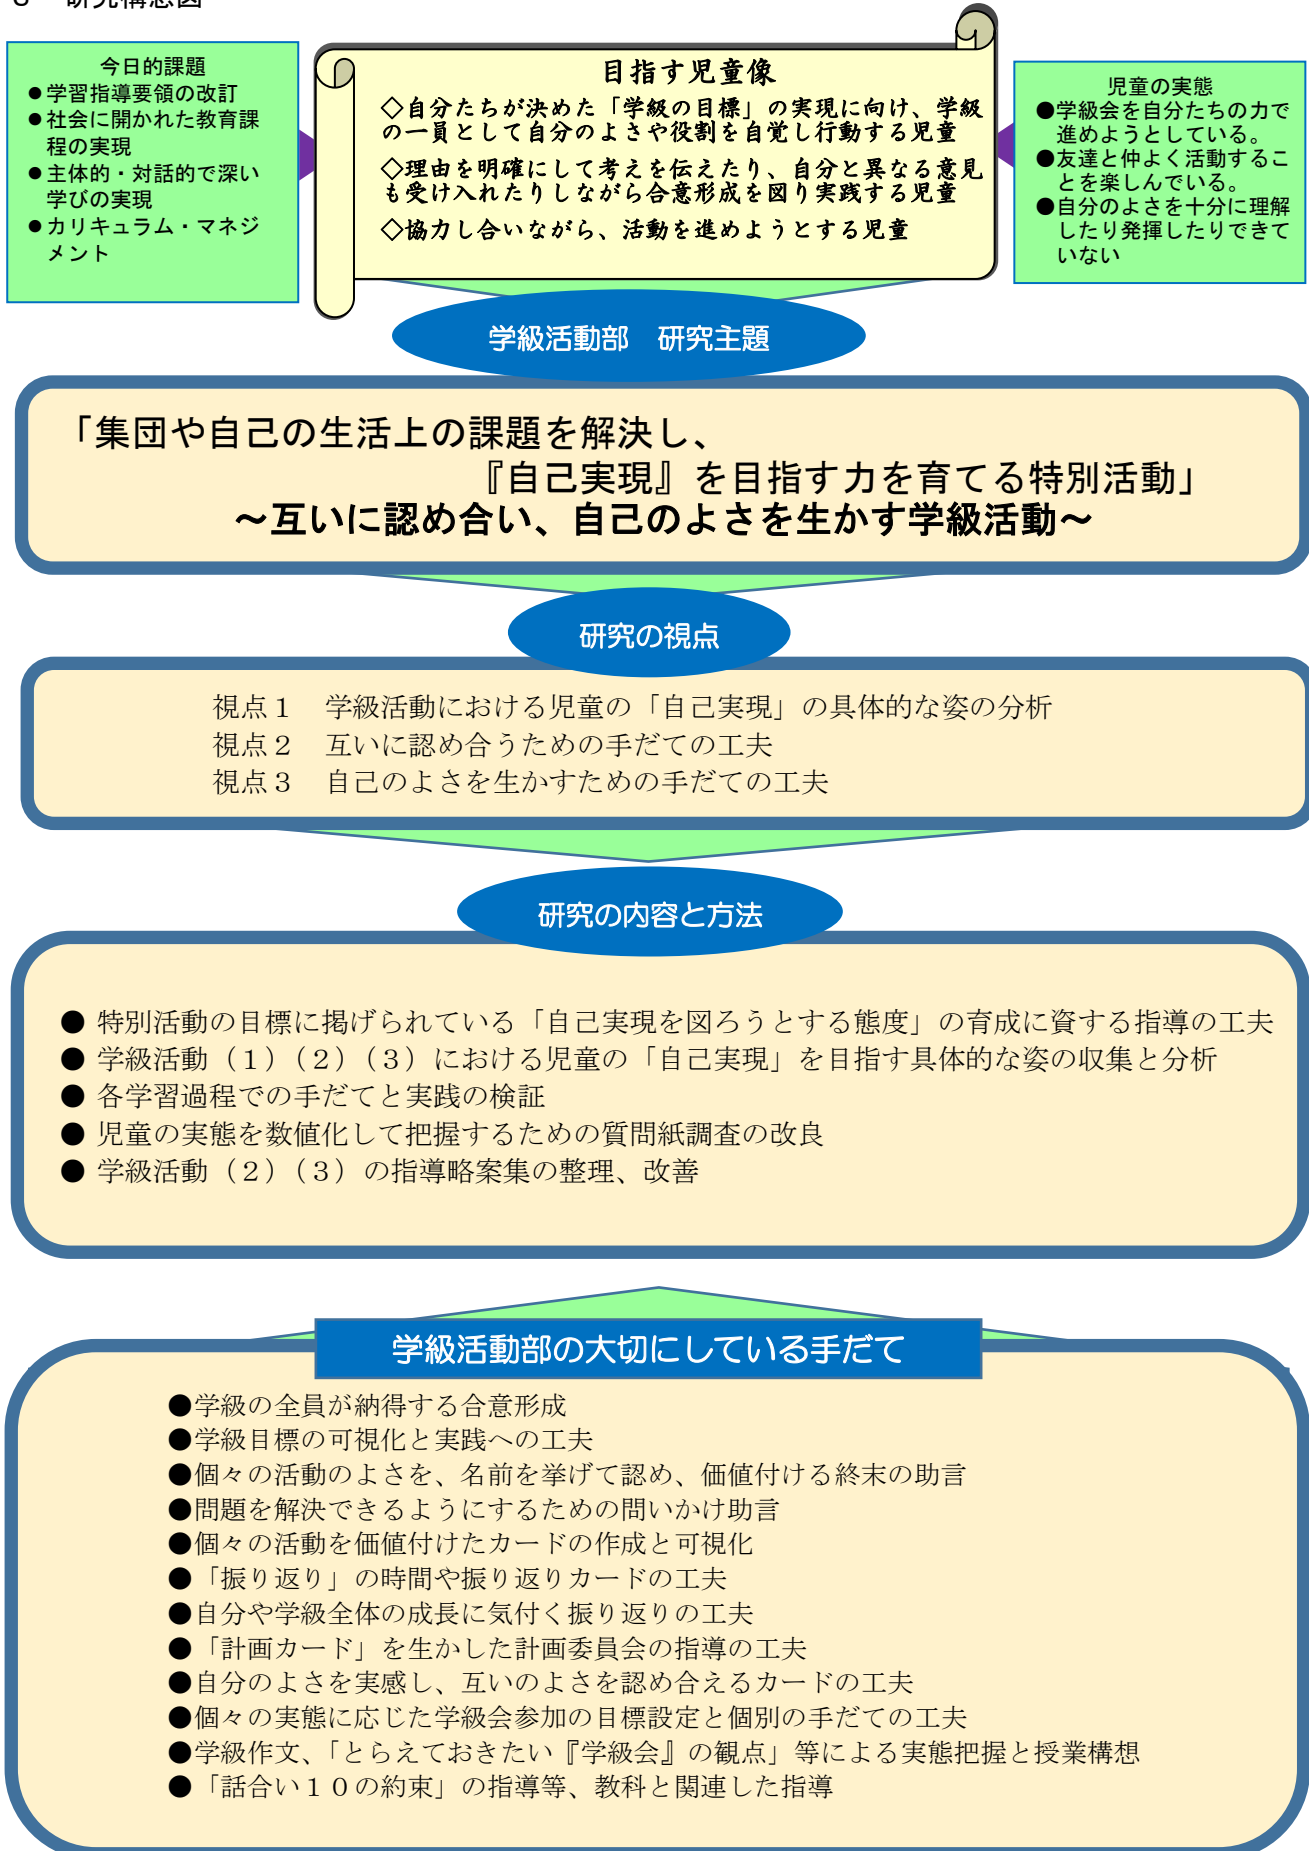 研究構想図
今日的課題
●学習指導要領の改訂
●社会に開かれた教育課
程の実現
●主体的・対話的で深い
学びの実現
●カリキュラム・マネジ
メント
目指す児童像
◇自分たちが決めた「学級の目標」の実現に向け、学級
の一員として自分のよさや役割を自覚し行動する児童
◇理由を明確にして考えを伝えたり、自分と異なる意見
も受け入れたりしながら合意形成を図り実践する児童
◇協力し合いながら、活動を進めようとする児童
児童の実態
●学級会を自分たちの力で
進めようとしている。
●友達と仲よく活動するこ
とを楽しんでいる。
●自分のよさを十分に理解
したり発揮したりできて
いない
学級活動部　研究主題
「集団や自己の生活上の課題を解決し、
『自己実現』を目指す力を育てる特別活動」
～互いに認め合い、自己のよさを生かす学級活動～
研究の視点
視点１　学級活動における児童の「自己実現」の具体的な姿の分析
視点２　互いに認め合うための手だての工夫
視点３　自己のよさを生かすための手だての工夫
研究の内容と方法
● 特別活動の目標に掲げられている「自己実現を図ろうとする態度」の育成に資する指導の工夫
● 学級活動（１）（２）（３）における児童の「自己実現」を目指す具体的な姿の収集と分析
● 各学習過程での手だてと実践の検証
● 児童の実態を数値化して把握するための質問紙調査の改良
● 学級活動（２）（３）の指導略案集の整理、改善
学級活動部の大切にしている手だて
●学級の全員が納得する合意形成
●学級目標の可視化と実践への工夫
●個々の活動のよさを、名前を挙げて認め、価値付ける終末の助言
●問題を解決できるようにするための問いかけ助言
●個々の活動を価値付けたカードの作成と可視化
●「振り返り」の時間や振り返りカードの工夫
●自分や学級全体の成長に気付く振り返りの工夫
●「計画カード」を生かした計画委員会の指導の工夫
●自分のよさを実感し、互いのよさを認め合えるカードの工夫
●個々の実態に応じた学級会参加の目標設定と個別の手だての工夫
●学級作文、「とらえておきたい『学級会』の観点」等による実態把握と授業構想
●「話合い１０の約束」の指導等、教科と関連した指導